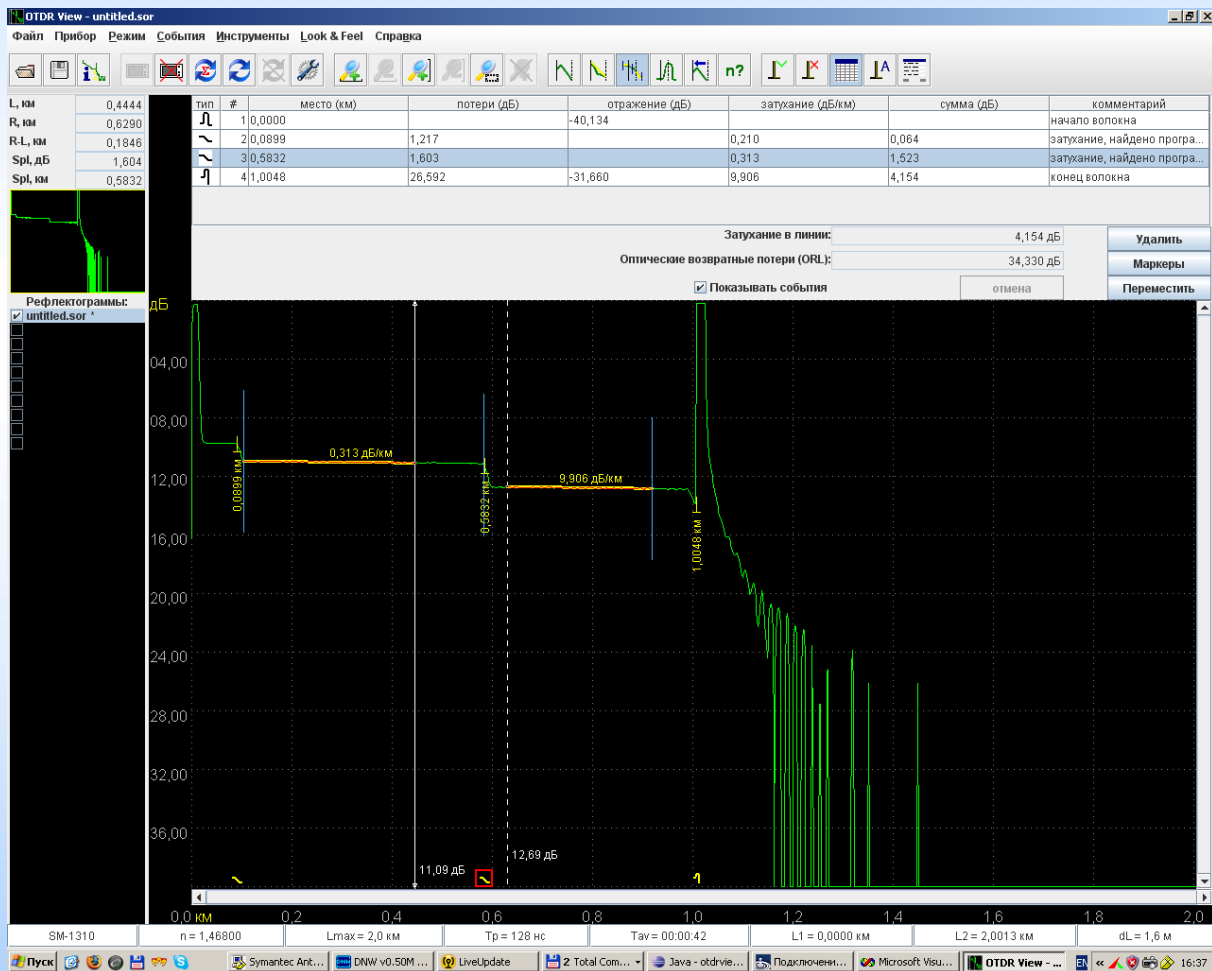 OTDR View - untitled.sor
Файл Прибор Режим События Инструменты Look & Feel Справка
n?
L, км 0,4444
R, км 0,6290
R-L, км 0,1846
Spl, дБ 1,604
Spl, км 0,5832
тип # место (км) потери (дБ) отражение (дБ) затухание (дБ/км) сумма (дБ) комментарий
1 0,0000 -40,134 начало волокна
2 0,0899 1,217 0,210 0,064 затухание, найдено програ...
3 0,5832 1,603 0,313 1,523 затухание, найдено програ...
4 1,0048 26,592 -31,660 9,906 4,154 конец волокна
Затухание в линии: 4,154 дБ Удалить
Оптические возвратные потери (ORL): 34,330 дБ Маркеры
Показывать события отмена Переместить
Рефлектограммы:
untitled.sor *
дБ
04,00
08,00
12,00
16,00
20,00
24,00
28,00
32,00
36,00
0,313 дБ/км
9,906 дБ/км
0,0899 км
0,5832 км
1,0048 км
11,09 дБ
12,69 дБ
0,0 км 0,2 0,4 0,6 0,8 1,0 1,2 1,4 1,6 1,8 2,0
SM-1310 n = 1,46800 Lmax = 2,0 км Tp = 128 нс Tav = 00:00:42 L1 = 0,0000 км L2 = 2,0013 км dL = 1,6 м
Пуск Symantec Ant... DNW v0.50M ... LiveUpdate 2 Total Com... Java - otdrvie... Подключени... Microsoft Visu... OTDR View - ... EN « 16:37